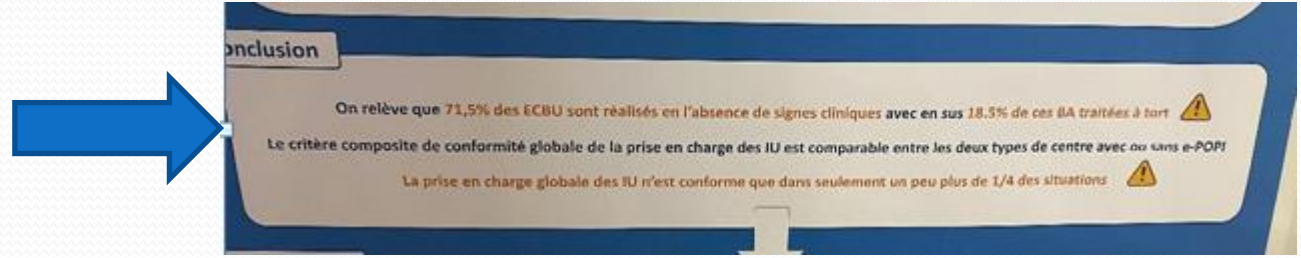 onclusion
On relève que 71,5% des ECBU sont réalisés en l'absence de signes cliniques avec en sus 18.5% de ces BA traitées à tort
Le critère composite de conformité globale de la prise en charge des IU est comparable entre les deux types de centre avec ou sans e-POPI
La prise en charge globale des IU n'est conforme que dans seulement un peu plus de 1/4 des situations